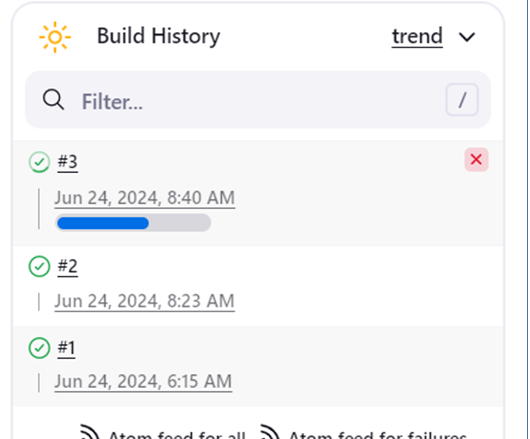 Build History trend
Filter... /
#3
Jun 24, 2024, 8:40 AM
#2
Jun 24, 2024, 8:23 AM
#1
Jun 24, 2024, 6:15 AM
Atom feed for all Atom feed for failures